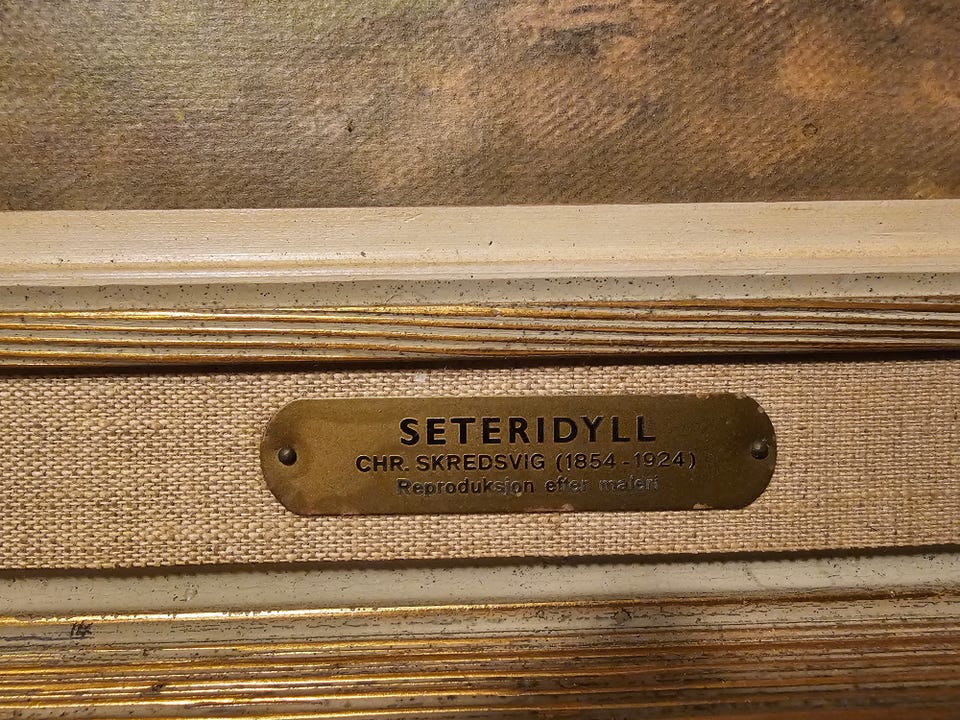 SETERIDYLL
CHR. SKREDSVIG (1854-1924)
Reproduksjon efter maleri